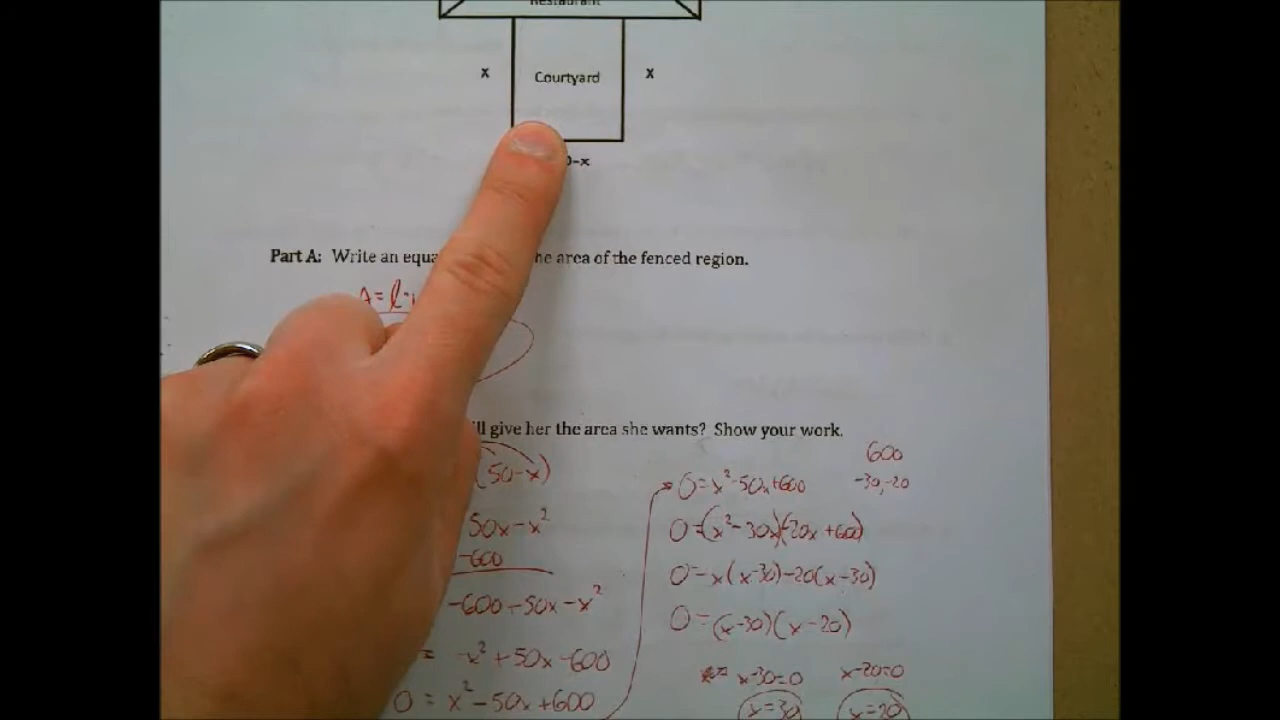 Restaurant
x Courtyard x
-x
Part A: Write an equa he area of the fenced region.
A = l·
ll give her the area she wants? Show your work.
(50-x)
50x-x²
-600
-600+50x-x²
= -x²+50x-600
0 = x²-50x+600
600
-30,-20
0=x²-50x+600
0=(x²-30x)(-20x+600)
0=x(x-30)-20(x-30)
0=(x-30)(x-20)
x-30=0 x-20=0
x=30 x=20